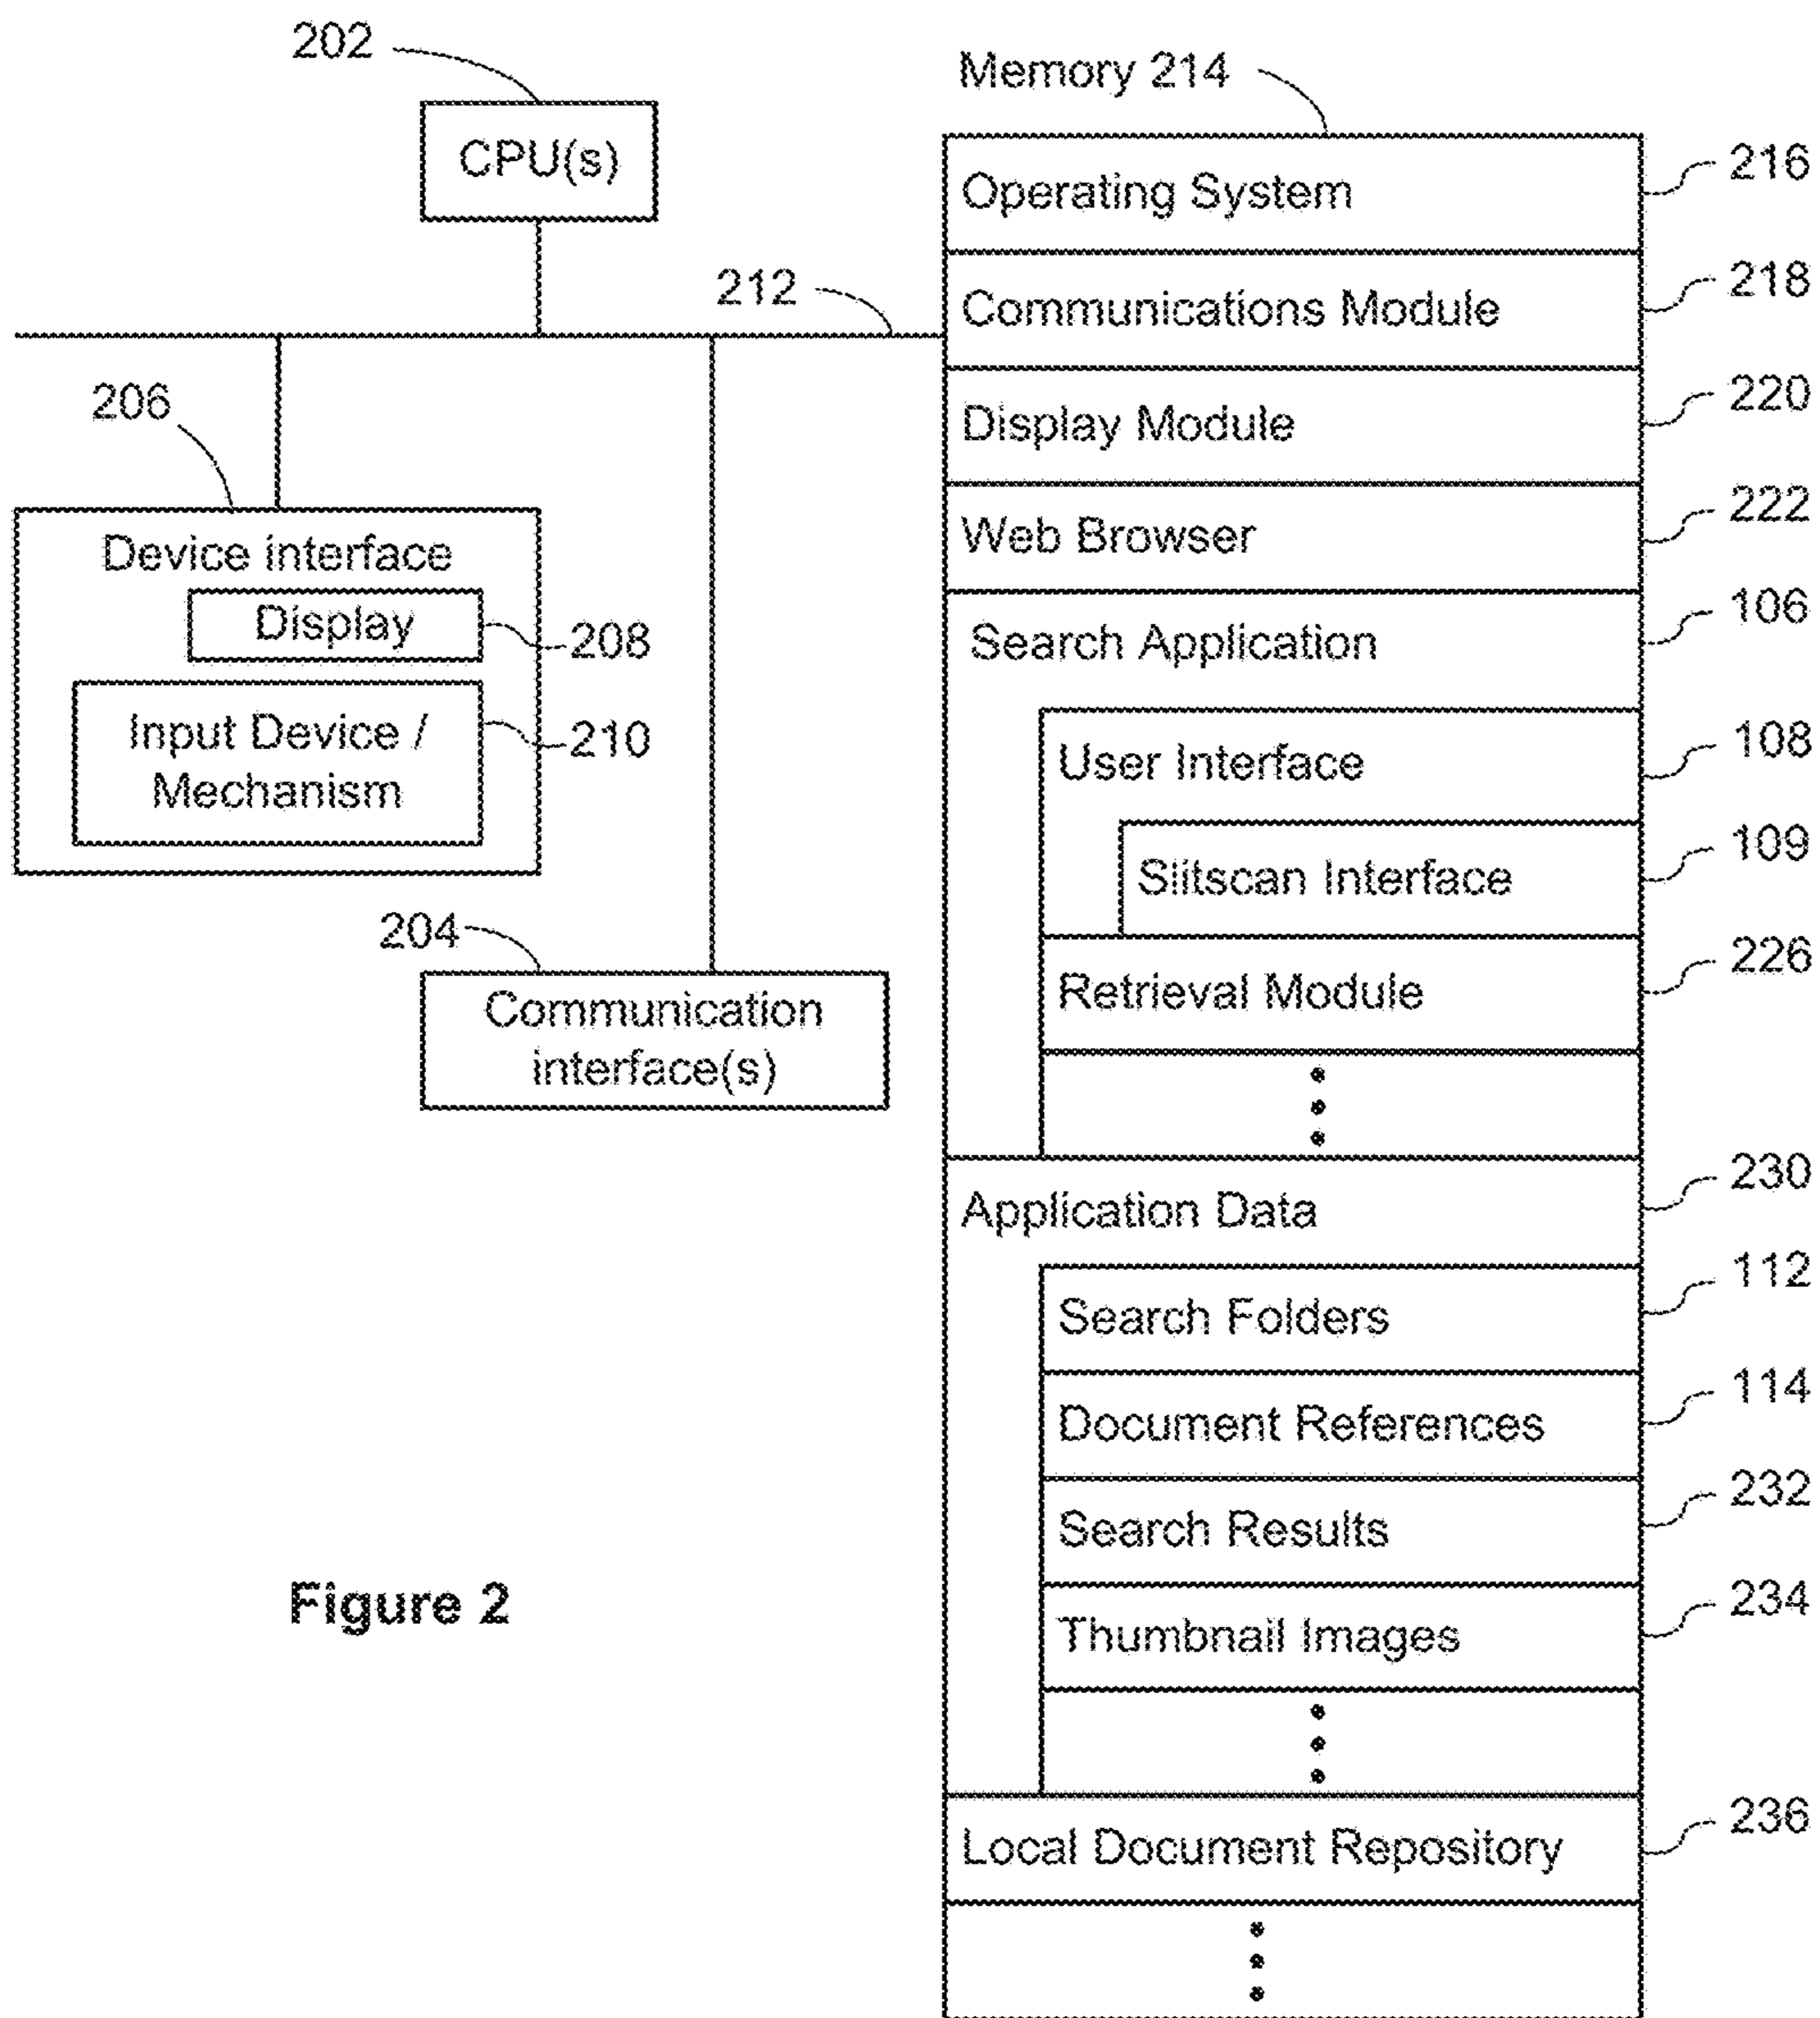 202
CPU(s)
212
206
Device interface
Display
208
Input Device /
Mechanism
210
204
Communication
interface(s)
Memory 214
Operating System
216
Communications Module
218
Display Module
220
Web Browser
222
Search Application
106
User Interface
108
Slitscan Interface
109
Retrieval Module
226
Application Data
230
Search Folders
112
Document References
114
Search Results
232
Thumbnail Images
234
Local Document Repository
236
Figure 2